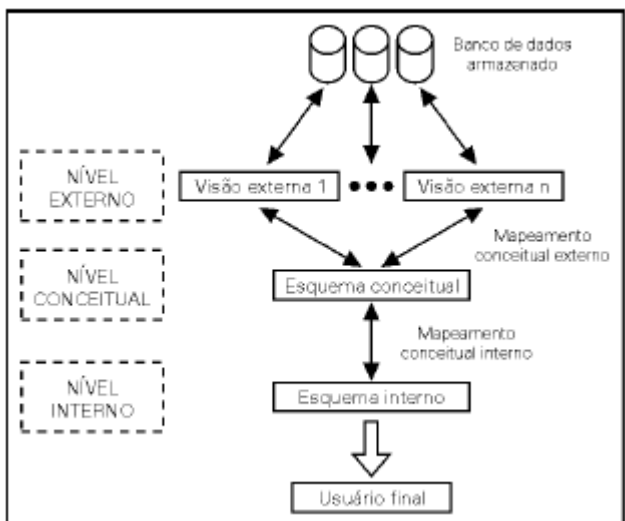 Banco de dados
armazenado
NÍVEL
EXTERNO
Visão externa 1
Visão externa n
Mapeamento
conceitual externo
NÍVEL
CONCEITUAL
Esquema conceitual
Mapeamento
conceitual interno
NÍVEL
INTERNO
Esquema interno
Usuário final